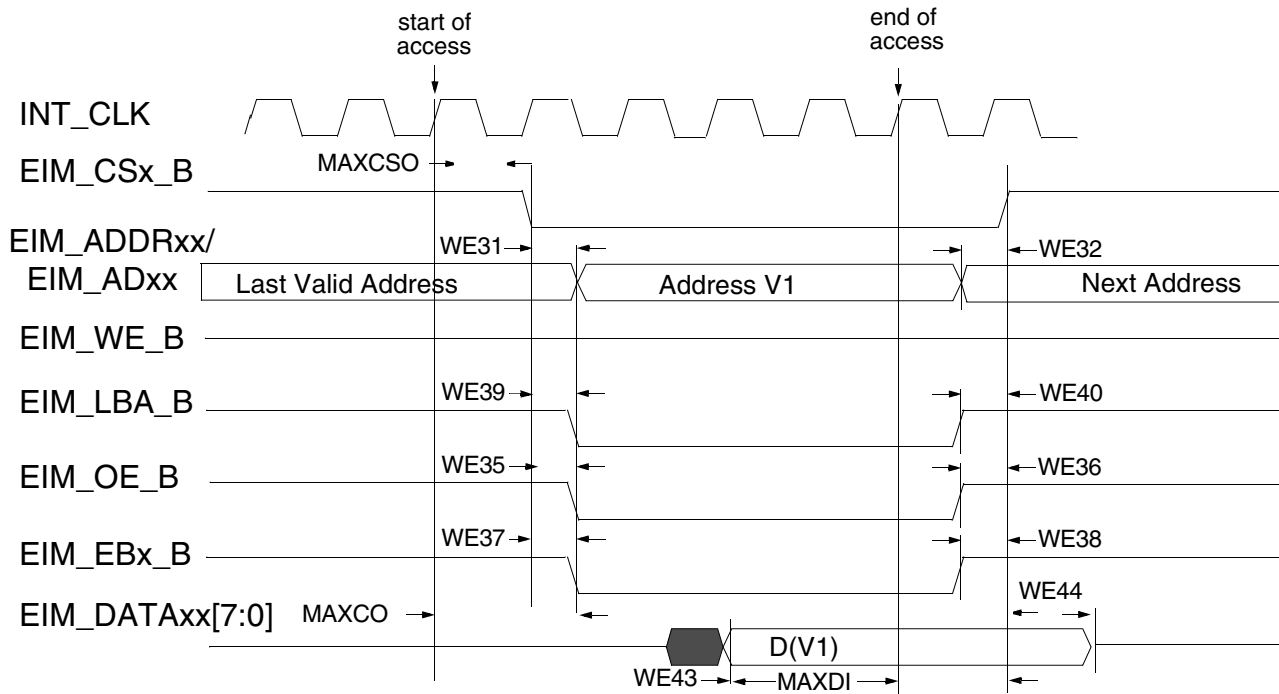 start of
access
end of
access
INT_CLK
MAXCSO
EIM_CSx_B
EIM_ADDRxx/
EIM_ADxx
WE31
WE32
Last Valid Address
Address V1
Next Address
EIM_WE_B
WE39
WE40
EIM_LBA_B
WE35
WE36
EIM_OE_B
WE37
WE38
EIM_EBx_B
WE44
EIM_DATAxx[7:0]
MAXCO
D(V1)
WE43
MAXDI